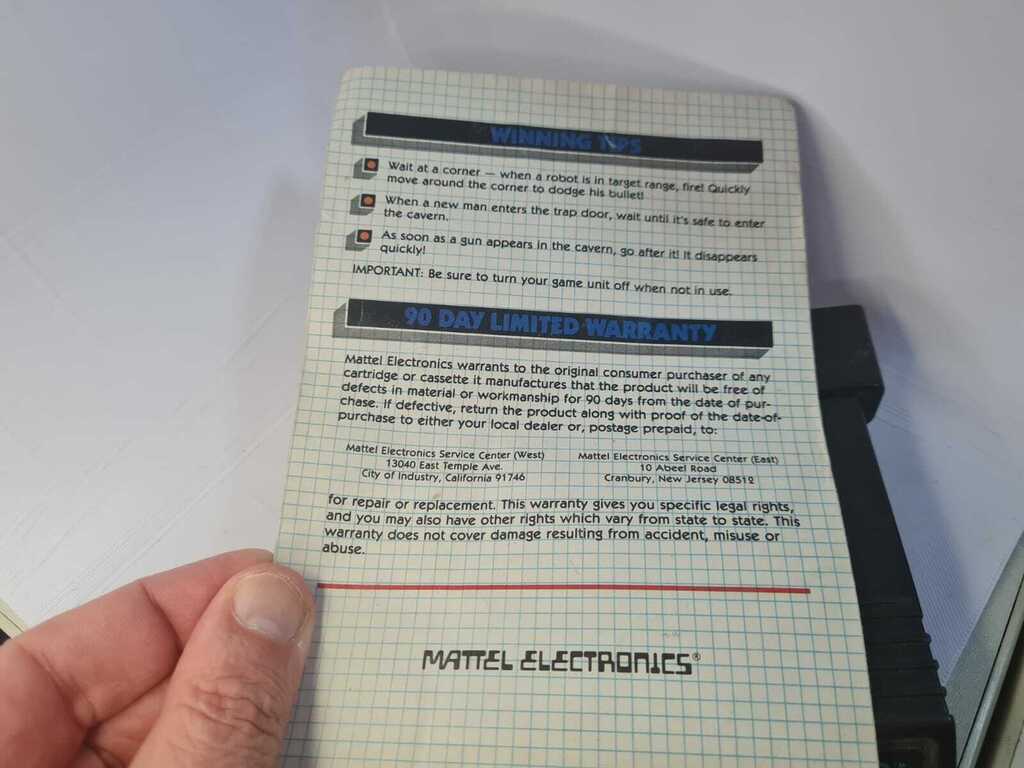 WINNING TIPS
Wait at a corner — when a robot is in target range, fire! Quickly
move around the corner to dodge his bullet!
When a new man enters the trap door, wait until it's safe to enter
the cavern.
As soon as a gun appears in the cavern, go after it! It disappears
quickly!
IMPORTANT: Be sure to turn your game unit off when not in use.
90 DAY LIMITED WARRANTY
Mattel Electronics warrants to the original consumer purchaser of any
cartridge or cassette it manufactures that the product will be free of
defects in material or workmanship for 90 days from the date of pur-
chase. If defective, return the product along with proof of the date-of-
purchase to either your local dealer or, postage prepaid, to:
Mattel Electronics Service Center (West)
13040 East Temple Ave.
City of Industry, California 91746
Mattel Electronics Service Center (East)
10 Abeel Road
Cranbury, New Jersey 08512
for repair or replacement. This warranty gives you specific legal rights,
and you may also have other rights which vary from state to state. This
warranty does not cover damage resulting from accident, misuse or
abuse.
MATTEL ELECTRONICS®